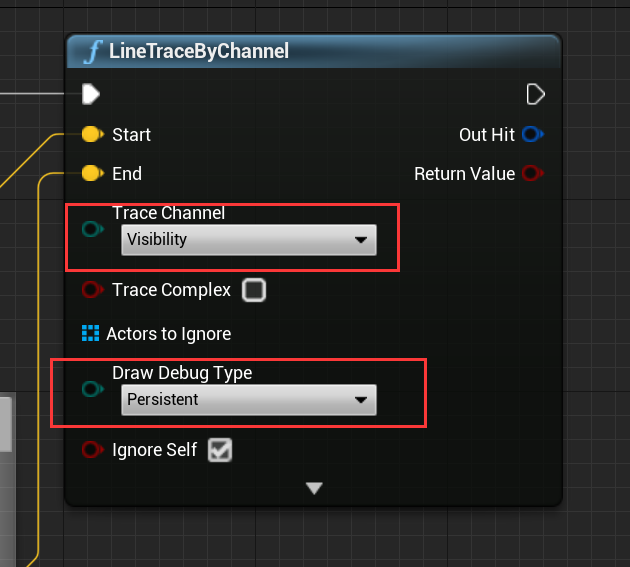 LineTraceByChannel
Start
Out Hit
End
Return Value
Trace Channel
Visibility
Trace Complex
Actors to Ignore
Draw Debug Type
Persistent
Ignore Self